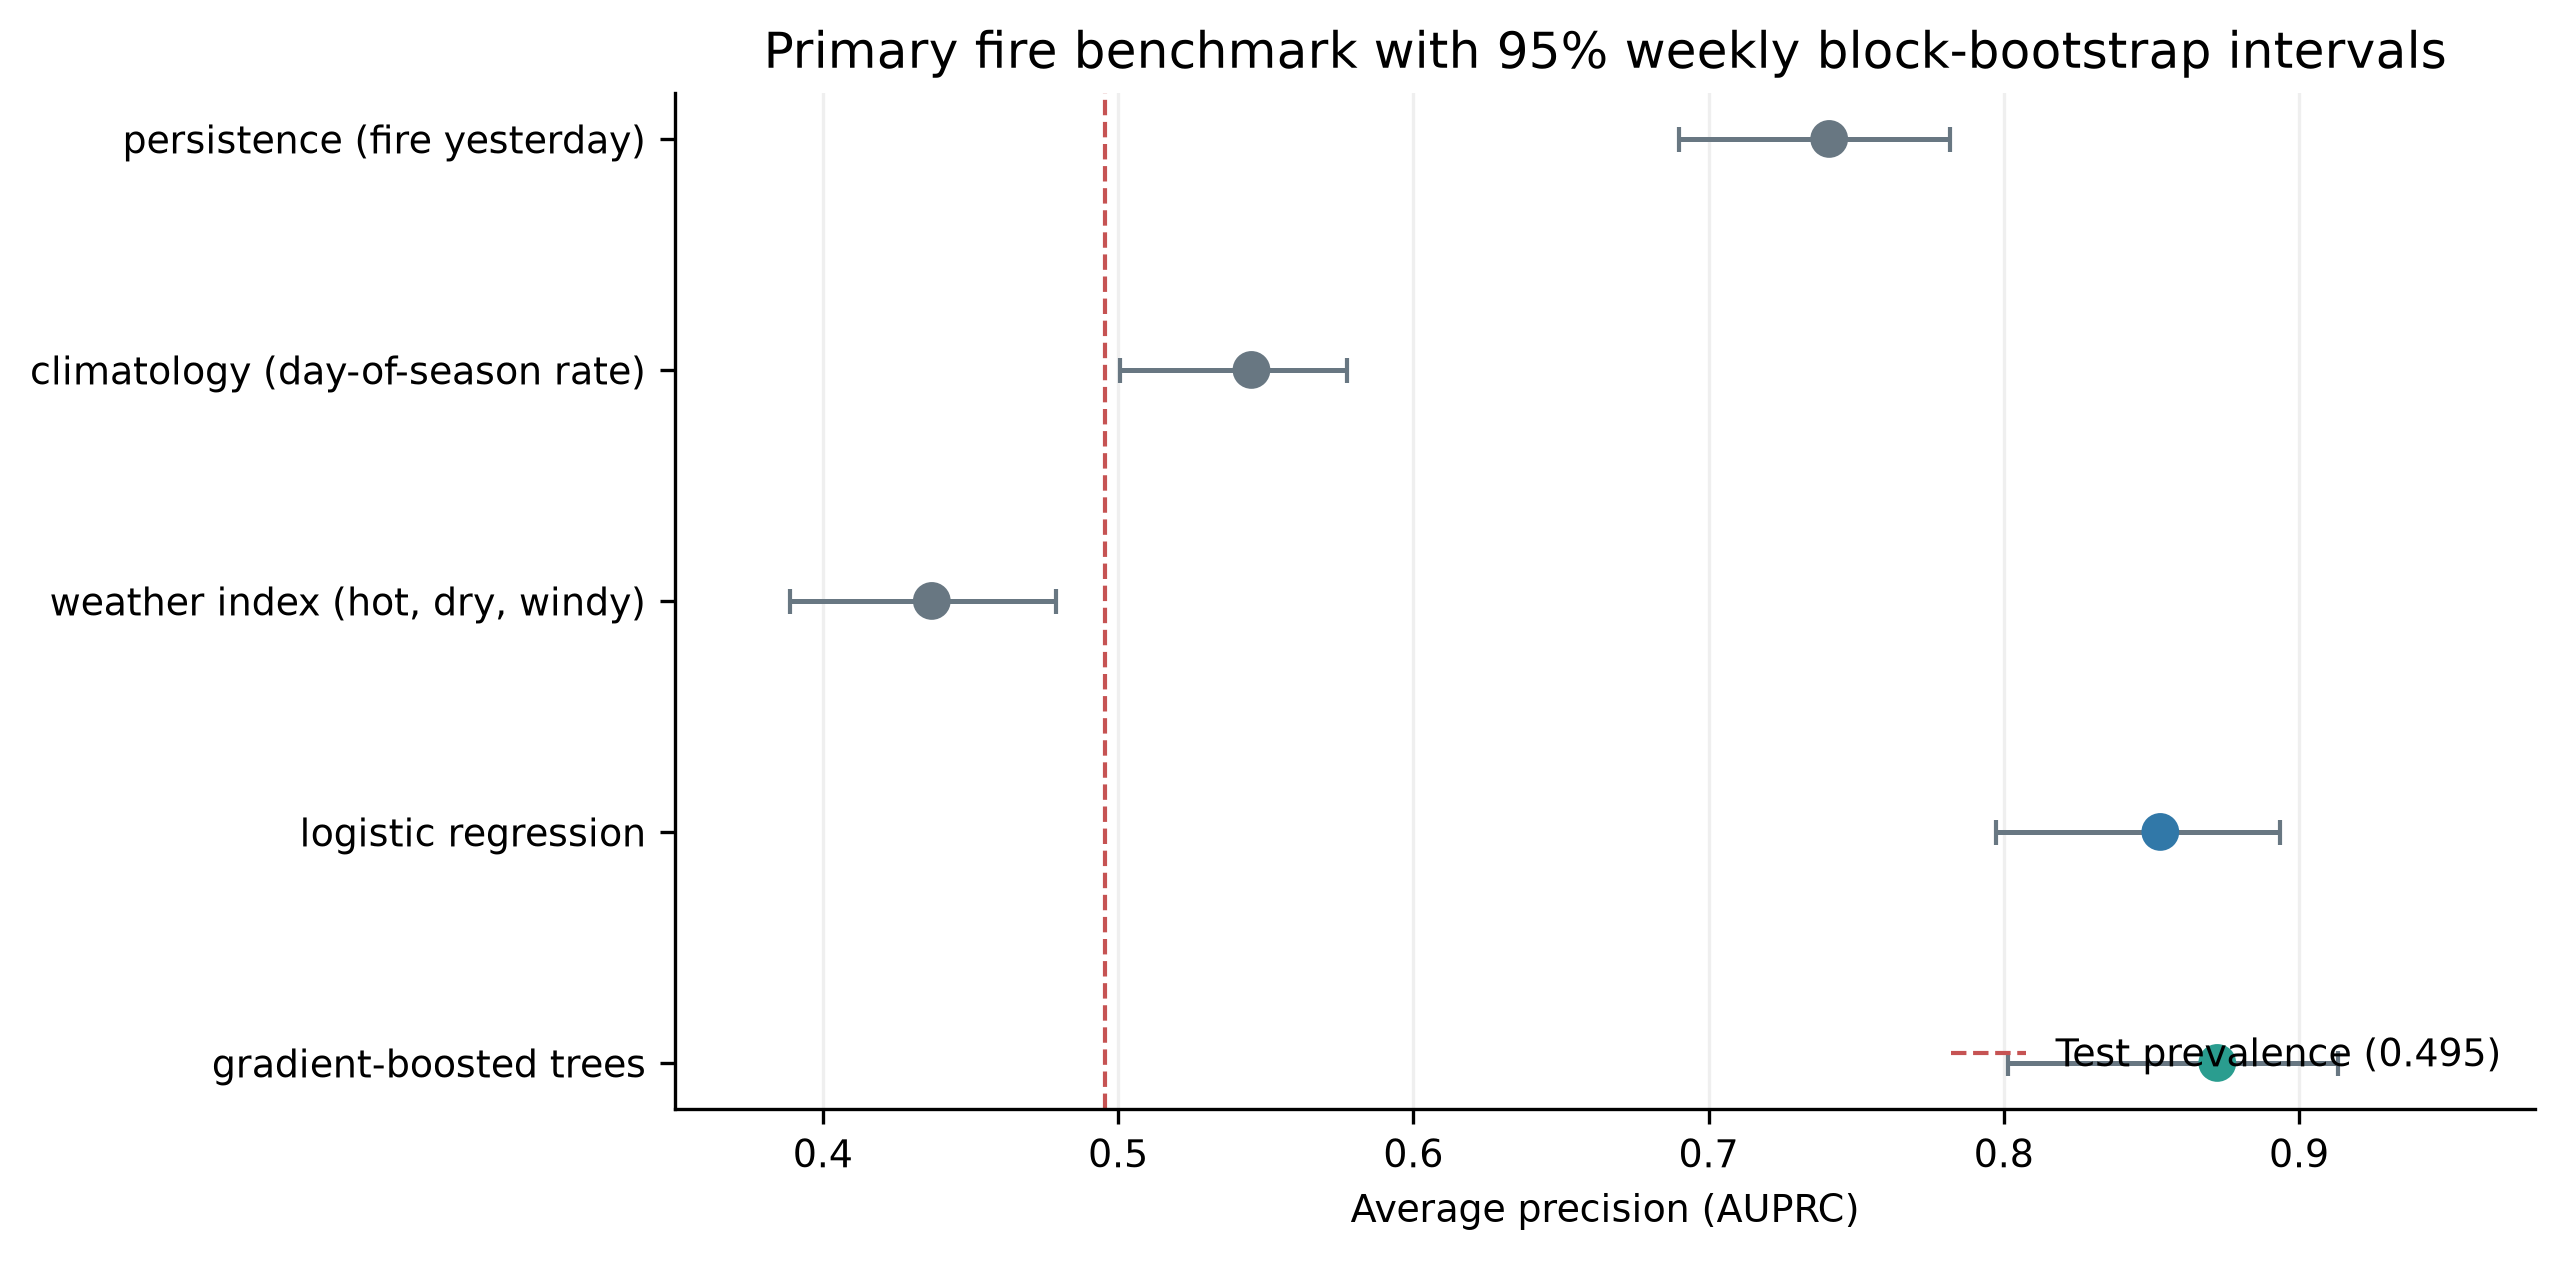 Primary fire benchmark with 95% weekly block-bootstrap intervals
persistence (fire yesterday)
climatology (day-of-season rate)
weather index (hot, dry, windy)
logistic regression
gradient-boosted trees
Test prevalence (0.495)
0.4 0.5 0.6 0.7 0.8 0.9
Average precision (AUPRC)